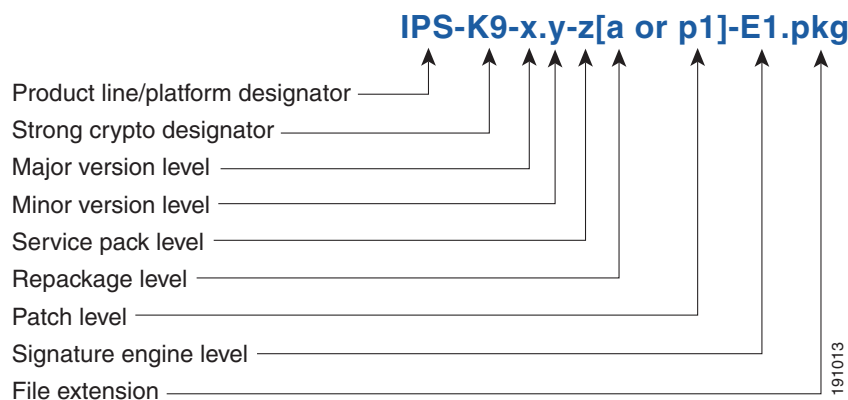 IPS-K9-x.y-z[a or p1]-E1.pkg
Product line/platform designator
Strong crypto designator
Major version level
Minor version level
Service pack level
Repackage level
Patch level
Signature engine level
File extension
191013